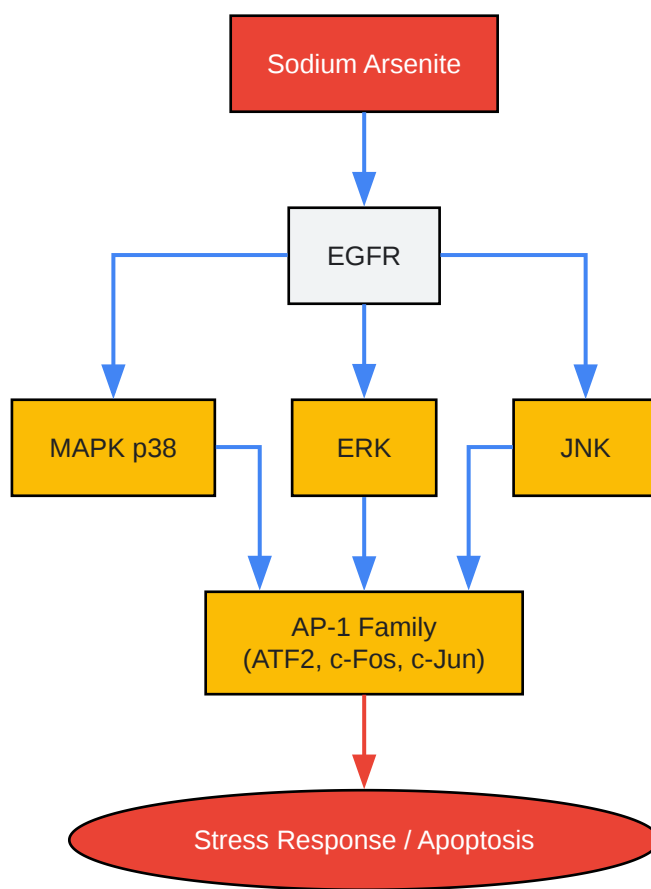 Sodium Arsenite
EGFR
MAPK p38
ERK
JNK
AP-1 Family
(ATF2, c-Fos, c-Jun)
Stress Response / Apoptosis